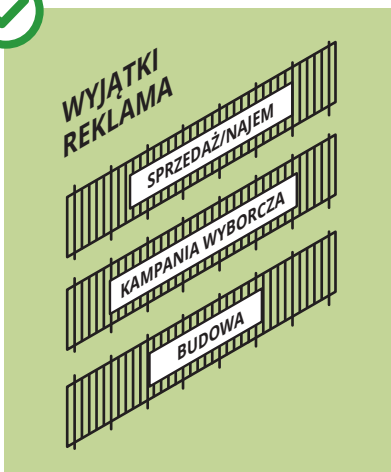 WYJĄTKI
REKLAMA
SPRZEDAŻ/NAJEM
KAMPANIA WYBORCZA
BUDOWA